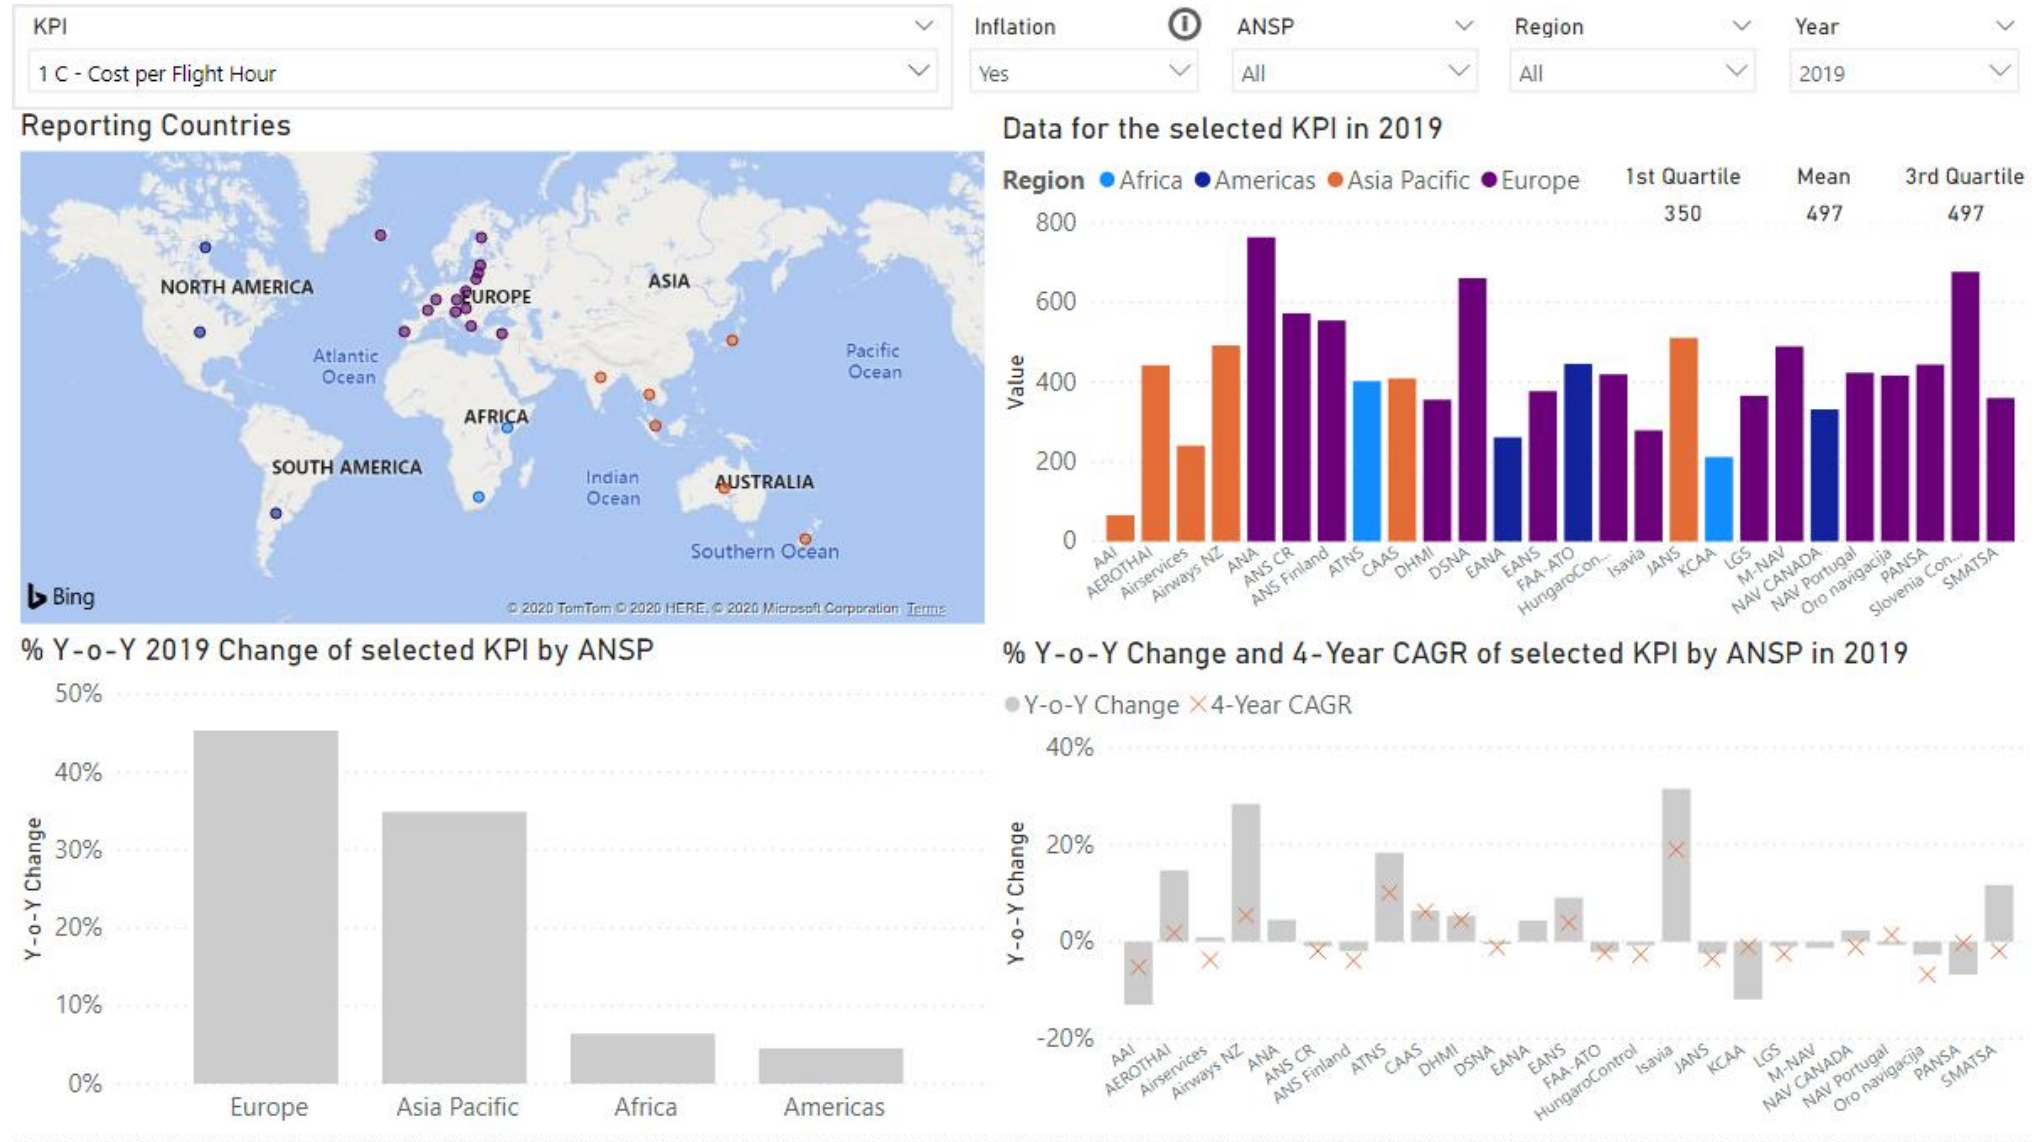 KPI
1 C - Cost per Flight Hour
Inflation
Yes
ANSP
All
Region
All
Year
2019
Reporting Countries
NORTH AMERICA
EUROPE
ASIA
Atlantic
Ocean
Pacific
Ocean
AFRICA
SOUTH AMERICA
Indian
Ocean
AUSTRALIA
Southern Ocean
Bing
© 2020 TomTom © 2020 HERE, © 2020 Microsoft Corporation Terms
Data for the selected KPI in 2019
Region Africa Americas Asia Pacific Europe
1st Quartile
350
Mean
497
3rd Quartile
497
Value
800
600
400
200
0
AAI
AEROTHAI
Airservices
Airways NZ
ANA
ANS CR
ANS Finland
ATNS
CAAS
DHMI
DSNA
EANA
EANS
FAA-ATO
HungaroCon...
Isavia
JANS
KCAA
LGS
M-NAV
NAV CANADA
NAV Portugal
Oro navigacija
PANSA
Slovenia Con...
SMATSA
% Y-o-Y 2019 Change of selected KPI by ANSP
Y-o-Y Change
50%
40%
30%
20%
10%
0%
Europe
Asia Pacific
Africa
Americas
% Y-o-Y Change and 4-Year CAGR of selected KPI by ANSP in 2019
Y-o-Y Change 4-Year CAGR
Y-o-Y Change
40%
20%
0%
-20%
AAI
AEROTHAI
Airservices
Airways NZ
ANA
ANS CR
ANS Finland
ATNS
CAAS
DHMI
DSNA
EANA
EANS
FAA-ATO
HungaroControl
Isavia
JANS
KCAA
LGS
M-NAV
NAV CANADA
NAV Portugal
Oro navigacija
PANSA
SMATSA